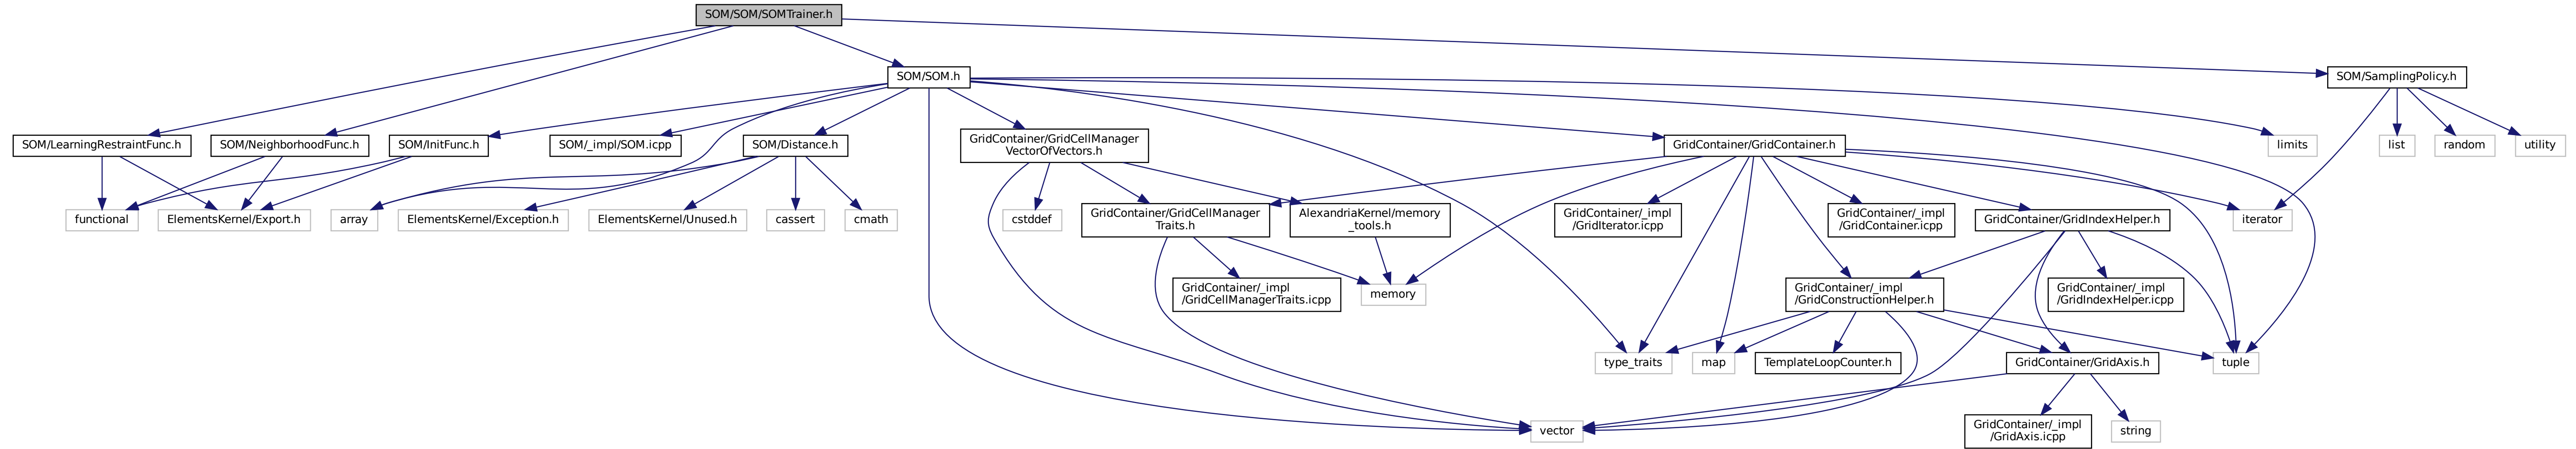 SOM/SOM/SOMTrainer.h
SOM/SOM.h
SOM/SamplingPolicy.h
SOM/LearningRestraintFunc.h
SOM/NeighborhoodFunc.h
SOM/InitFunc.h
SOM/_impl/SOM.icpp
SOM/Distance.h
GridContainer/GridCellManager
VectorOfVectors.h
GridContainer/GridContainer.h
limits
list
random
utility
functional
ElementsKernel/Export.h
array
ElementsKernel/Exception.h
ElementsKernel/Unused.h
cassert
cmath
cstddef
GridContainer/GridCellManager
Traits.h
AlexandriaKernel/memory
_tools.h
GridContainer/_impl
/GridIterator.icpp
GridContainer/_impl
/GridContainer.icpp
GridContainer/GridIndexHelper.h
iterator
GridContainer/_impl
/GridCellManagerTraits.icpp
memory
GridContainer/_impl
/GridConstructionHelper.h
GridContainer/_impl
/GridIndexHelper.icpp
type_traits
map
TemplateLoopCounter.h
GridContainer/GridAxis.h
tuple
vector
GridContainer/_impl
/GridAxis.icpp
string